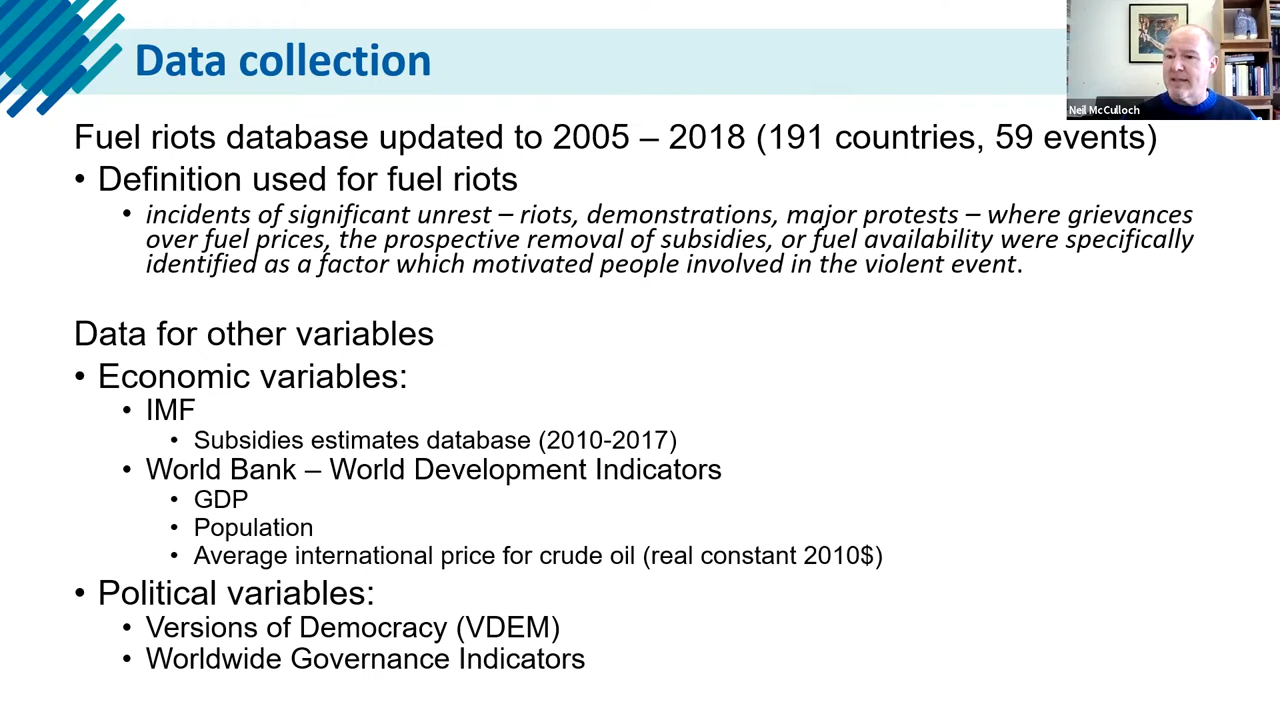 Data collection
Neil McCulloch
Fuel riots database updated to 2005 – 2018 (191 countries, 59 events)
• Definition used for fuel riots
• incidents of significant unrest – riots, demonstrations, major protests – where grievances
over fuel prices, the prospective removal of subsidies, or fuel availability were specifically
identified as a factor which motivated people involved in the violent event.
Data for other variables
• Economic variables:
• IMF
• Subsidies estimates database (2010-2017)
• World Bank – World Development Indicators
• GDP
• Population
• Average international price for crude oil (real constant 2010$)
• Political variables:
• Versions of Democracy (VDEM)
• Worldwide Governance Indicators